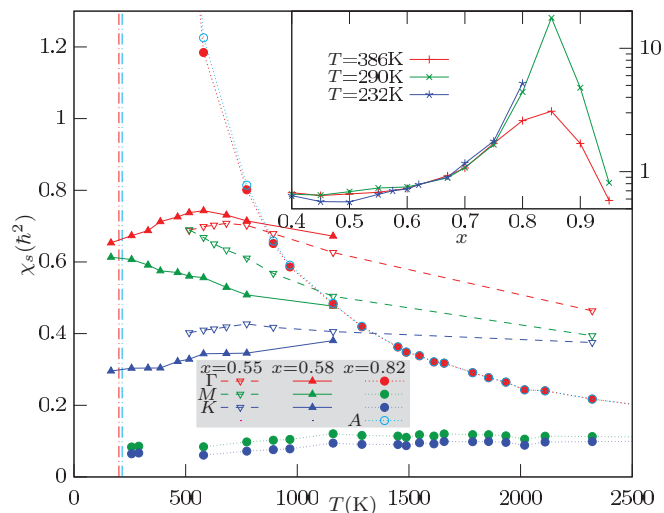 1.2
1
0.8
0.6
0.4
0.2
0
χs(ħ²)
0 500 1000 1500 2000 2500
T(K)
T=386K
T=290K
T=232K
10
1
0.4 0.5 0.6 0.7 0.8 0.9
x
x=0.55 x=0.58 x=0.82
Γ
M
K
A